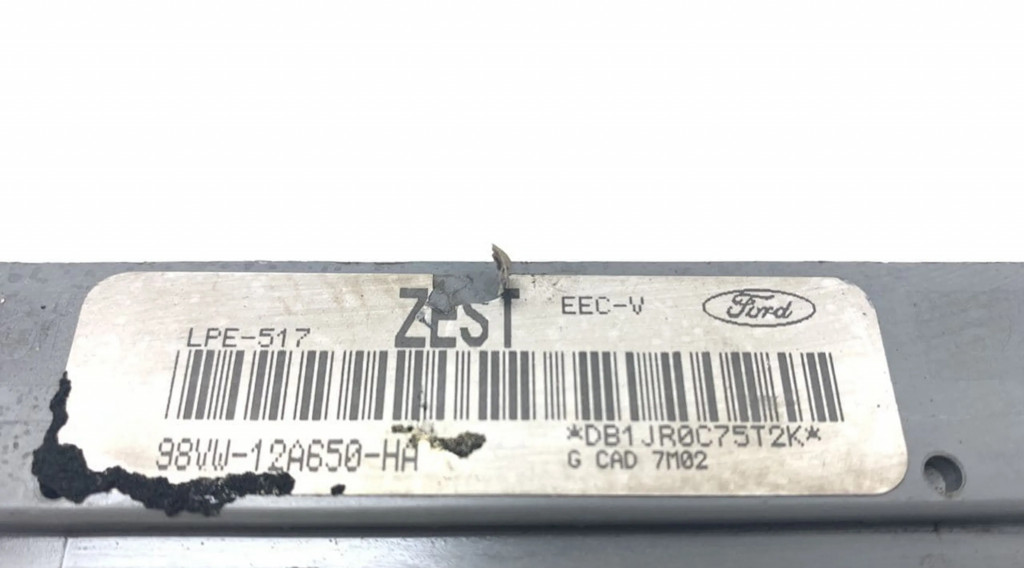 ZEST EEC-V Ford
LPE-517
98VW-12A650-HA *DB1JR0C75T2K*
G CAD 7M02